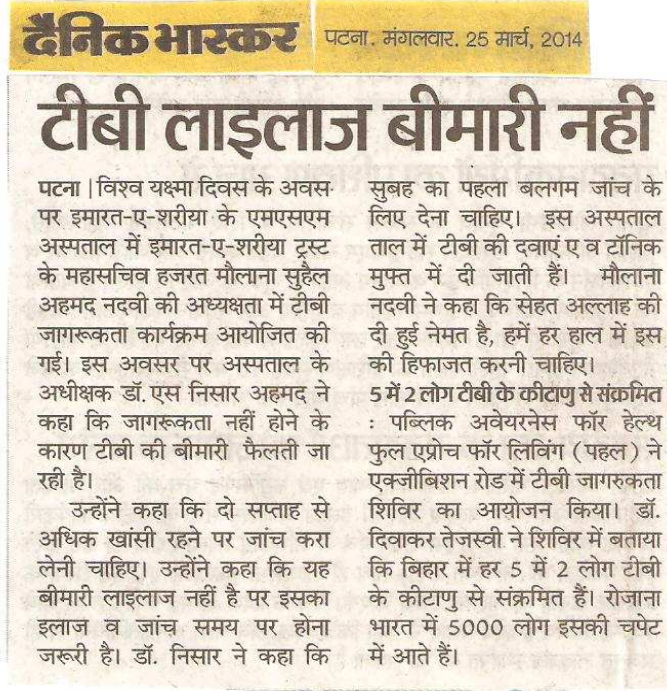 दैनिक भास्कर
पटना. मंगलवार. 25 मार्च, 2014
टीबी लाइलाज बीमारी नहीं
पटना | विश्व यक्ष्मा दिवस के अवस
पर इमारत-ए-शरीया के एमएसएम
अस्पताल में इमारत-ए-शरीया ट्रस्ट
के महासचिव हजरत मौलाना सुहैल
अहमद नदवी की अध्यक्षता में टीबी
जागरूकता कार्यक्रम आयोजित की
गई। इस अवसर पर अस्पताल के
अधीक्षक डॉ. एस निसार अहमद ने
कहा कि जागरूकता नहीं होने के
कारण टीबी की बीमारी फैलती जा
रही है।
उन्होंने कहा कि दो सप्ताह से
अधिक खांसी रहने पर जांच करा
लेनी चाहिए। उन्होंने कहा कि यह
बीमारी लाइलाज नहीं है पर इसका
इलाज व जांच समय पर होना
जरूरी है। डॉ. निसार ने कहा कि
सुबह का पहला बलगम जांच के
लिए देना चाहिए। इस अस्पताल
ताल में टीबी की दवाएं ए व टॉनिक
मुफ्त में दी जाती हैं। मौलाना
नदवी ने कहा कि सेहत अल्लाह की
दी हुई नेमत है, हमें हर हाल में इस
की हिफाजत करनी चाहिए।
5 में 2 लोग टीबी के कीटाणु से संक्रमित
: पब्लिक अवेयरनेस फॉर हेल्थ
फुल एप्रोच फॉर लिविंग ( पहल ) ने
एक्जीबिशन रोड में टीबी जागरुकता
शिविर का आयोजन किया। डॉ.
दिवाकर तेजस्वी ने शिविर में बताया
कि बिहार में हर 5 में 2 लोग टीबी
के कीटाणु से संक्रमित हैं। रोजाना
भारत में 5000 लोग इसकी चपेट
में आते हैं।